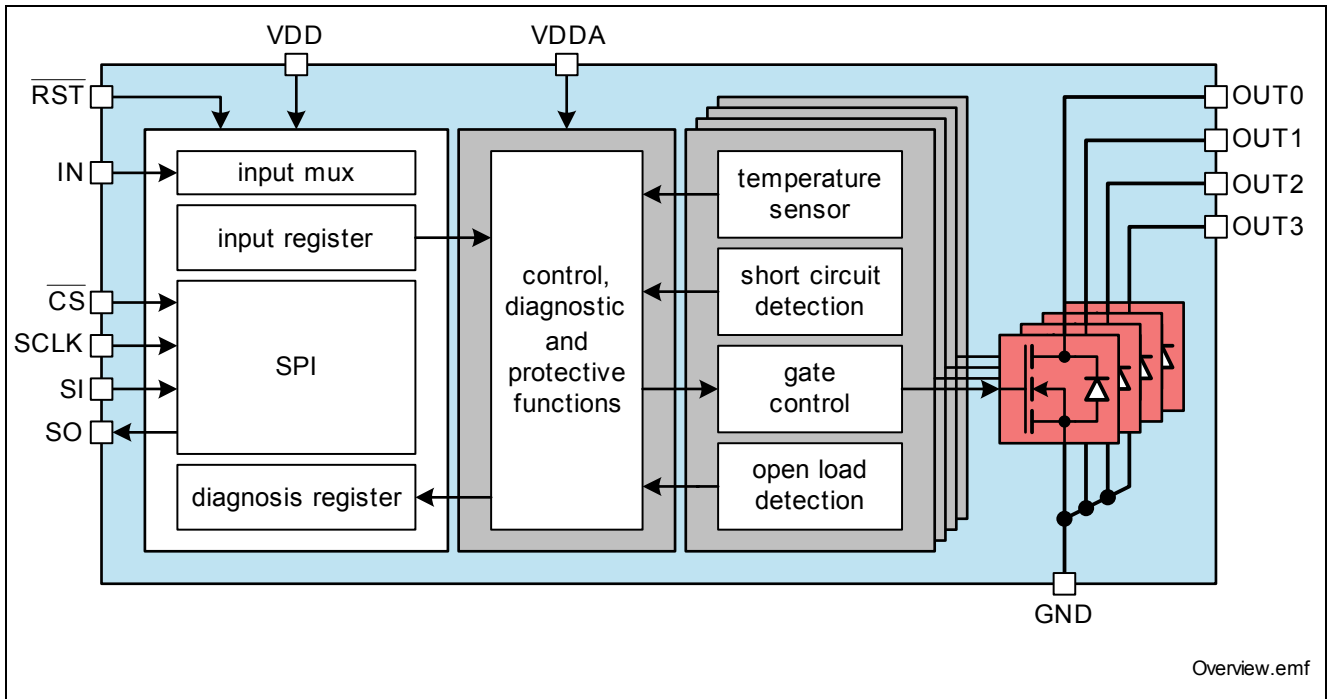 VDD
VDDA
RST
IN
CS
SCLK
SI
SO
input mux
input register
SPI
diagnosis register
control,
diagnostic
and
protective
functions
temperature
sensor
short circuit
detection
gate
control
open load
detection
OUT0
OUT1
OUT2
OUT3
GND
Overview.emf